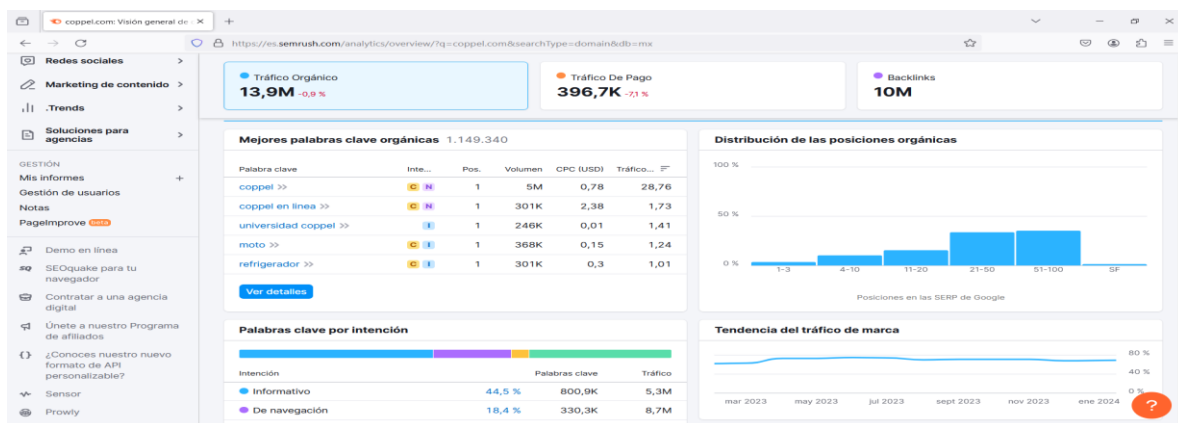 coppel.com: Visión general de
https://es.semrush.com/analytics/overview/?q=coppel.com&searchType=domain&db=mx
Redes sociales
Marketing de contenido
.Trends
Soluciones para
agencias
GESTIÓN
Mis informes
Gestión de usuarios
Notas
PageImprove beta
Demo en línea
SEOquake para tu
navegador
Contratar a una agencia
digital
Únete a nuestro Programa
de afiliados
¿Conoces nuestro nuevo
formato de API
personalizable?
Sensor
Prowly
Tráfico Orgánico
13,9M -0,9 %
Tráfico De Pago
396,7K -7,1 %
Backlinks
10M
Mejores palabras clave orgánicas 1.149.340
Palabra clave Inte... Pos. Volumen CPC (USD) Tráfico...
coppel C N 1 5M 0,78 28,76
coppel en linea C N 1 301K 2,38 1,73
universidad coppel I 1 246K 0,01 1,41
moto C I 1 368K 0,15 1,24
refrigerador C I 1 301K 0,3 1,01
Ver detalles
Distribución de las posiciones orgánicas
100 %
50 %
0 %
1-3 4-10 11-20 21-50 51-100 SF
Posiciones en las SERP de Google
Palabras clave por intención
Intención Palabras clave Tráfico
Informativo 44,5 % 800,9K 5,3M
De navegación 18,4 % 330,3K 8,7M
Tendencia del tráfico de marca
80 %
40 %
0 %
mar 2023 may 2023 jul 2023 sept 2023 nov 2023 ene 2024
?